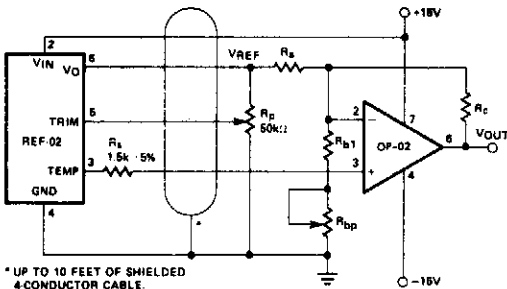 +15V
2
VIN
VO
6
VREF
Ra
TRIM
5
Rp
50kΩ
Rc
REF-02
Rs
1.5k ·5%
TEMP
3
GND
4
Rb1
2
−
7
OP-02
6
VOUT
3
+
4
Rbp
*
* UP TO 10 FEET OF SHIELDED
4-CONDUCTOR CABLE.
−15V